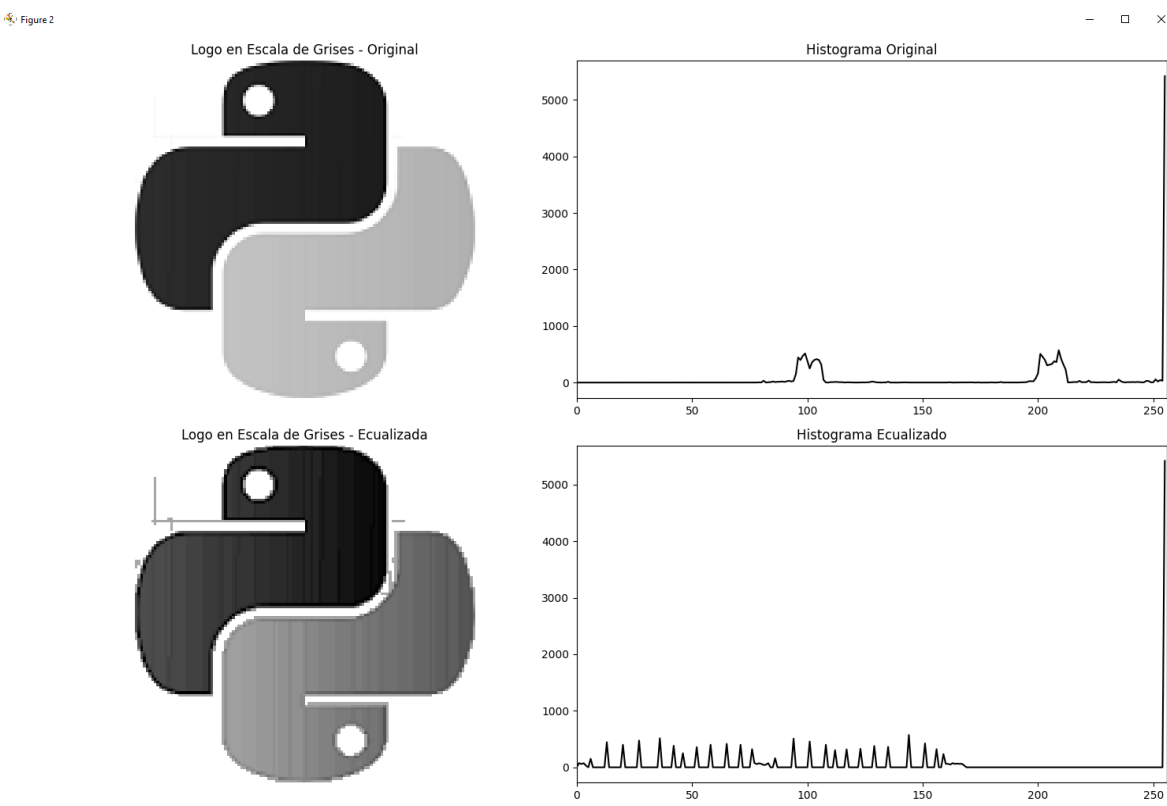 Figure 2
Logo en Escala de Grises - Original
Histograma Original
5000
4000
3000
2000
1000
0
0 50 100 150 200 250
Logo en Escala de Grises - Ecualizada
Histograma Ecualizado
5000
4000
3000
2000
1000
0
0 50 100 150 200 250